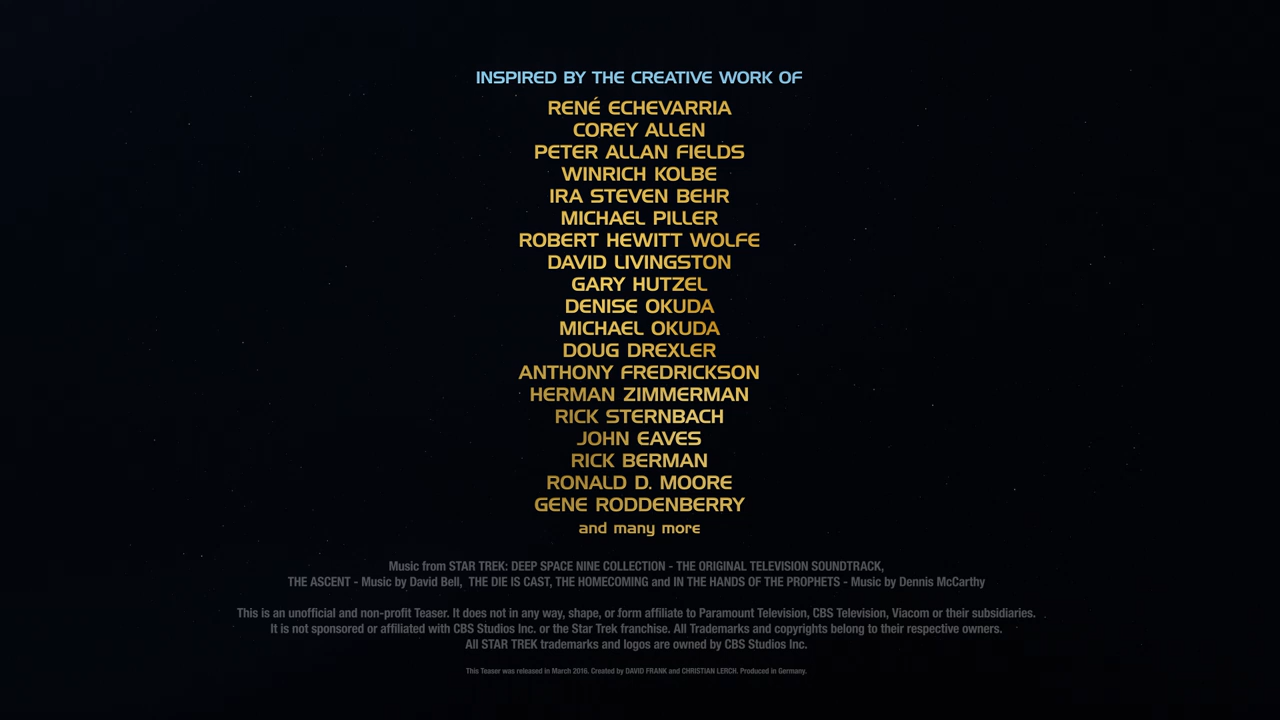 INSPIRED BY THE CREATIVE WORK OF
RENÉ ECHEVARRIA
COREY ALLEN
PETER ALLAN FIELDS
WINRICH KOLBE
IRA STEVEN BEHR
MICHAEL PILLER
ROBERT HEWITT WOLFE
DAVID LIVINGSTON
GARY HUTZEL
DENISE OKUDA
MICHAEL OKUDA
DOUG DREXLER
ANTHONY FREDRICKSON
HERMAN ZIMMERMAN
RICK STERNBACH
JOHN EAVES
RICK BERMAN
RONALD D. MOORE
GENE RODDENBERRY
and many more
Music from STAR TREK: DEEP SPACE NINE COLLECTION - THE ORIGINAL TELEVISION SOUNDTRACK,
THE ASCENT - Music by David Bell, THE DIE IS CAST, THE HOMECOMING and IN THE HANDS OF THE PROPHETS - Music by Dennis McCarthy
This is an unofficial and non-profit Teaser. It does not in any way, shape, or form affiliate to Paramount Television, CBS Television, Viacom or their subsidiaries.
It is not sponsored or affiliated with CBS Studios Inc. or the Star Trek franchise. All Trademarks and copyrights belong to their respective owners.
All STAR TREK trademarks and logos are owned by CBS Studios Inc.
This Teaser was released in March 2016. Created by DAVID FRANK and CHRISTIAN LERCH. Produced in Germany.